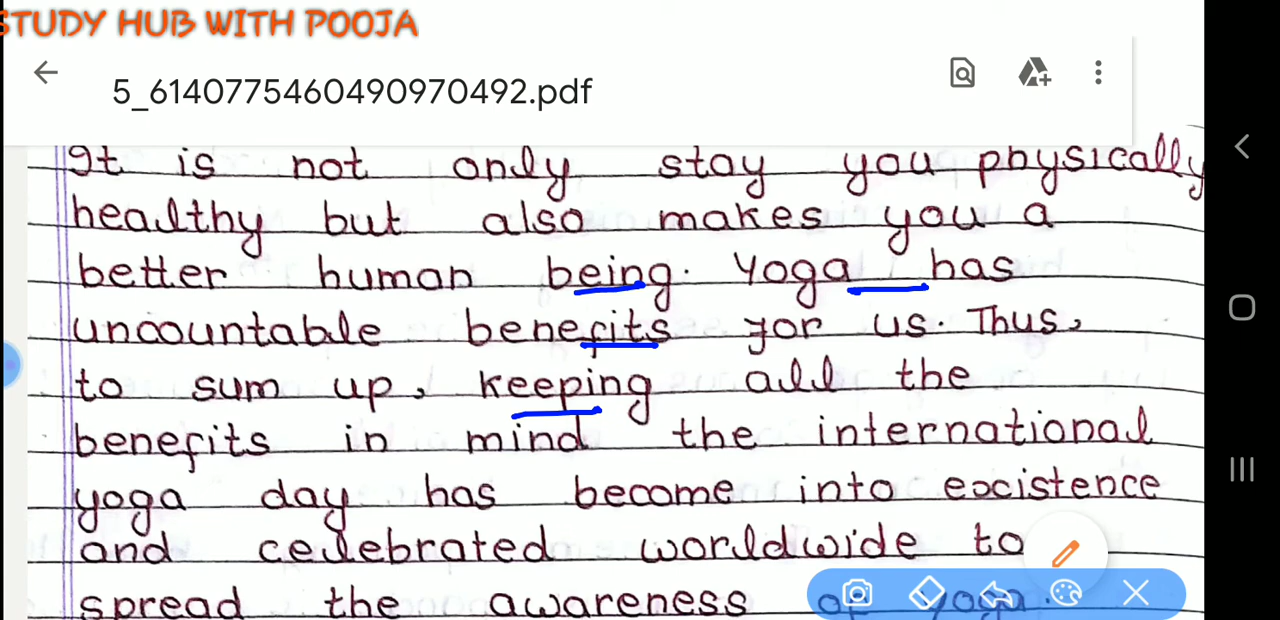 STUDY HUB WITH POOJA
5_6140775460490970492.pdf
It is not only stay you physically
healthy but also makes you a
better human being. Yoga has
uncountable benefits for us. Thus,
to sum up, keeping all the
benefits in mind the international
yoga day has become into existence
and celebrated worldwide to
spread the awareness of yoga.